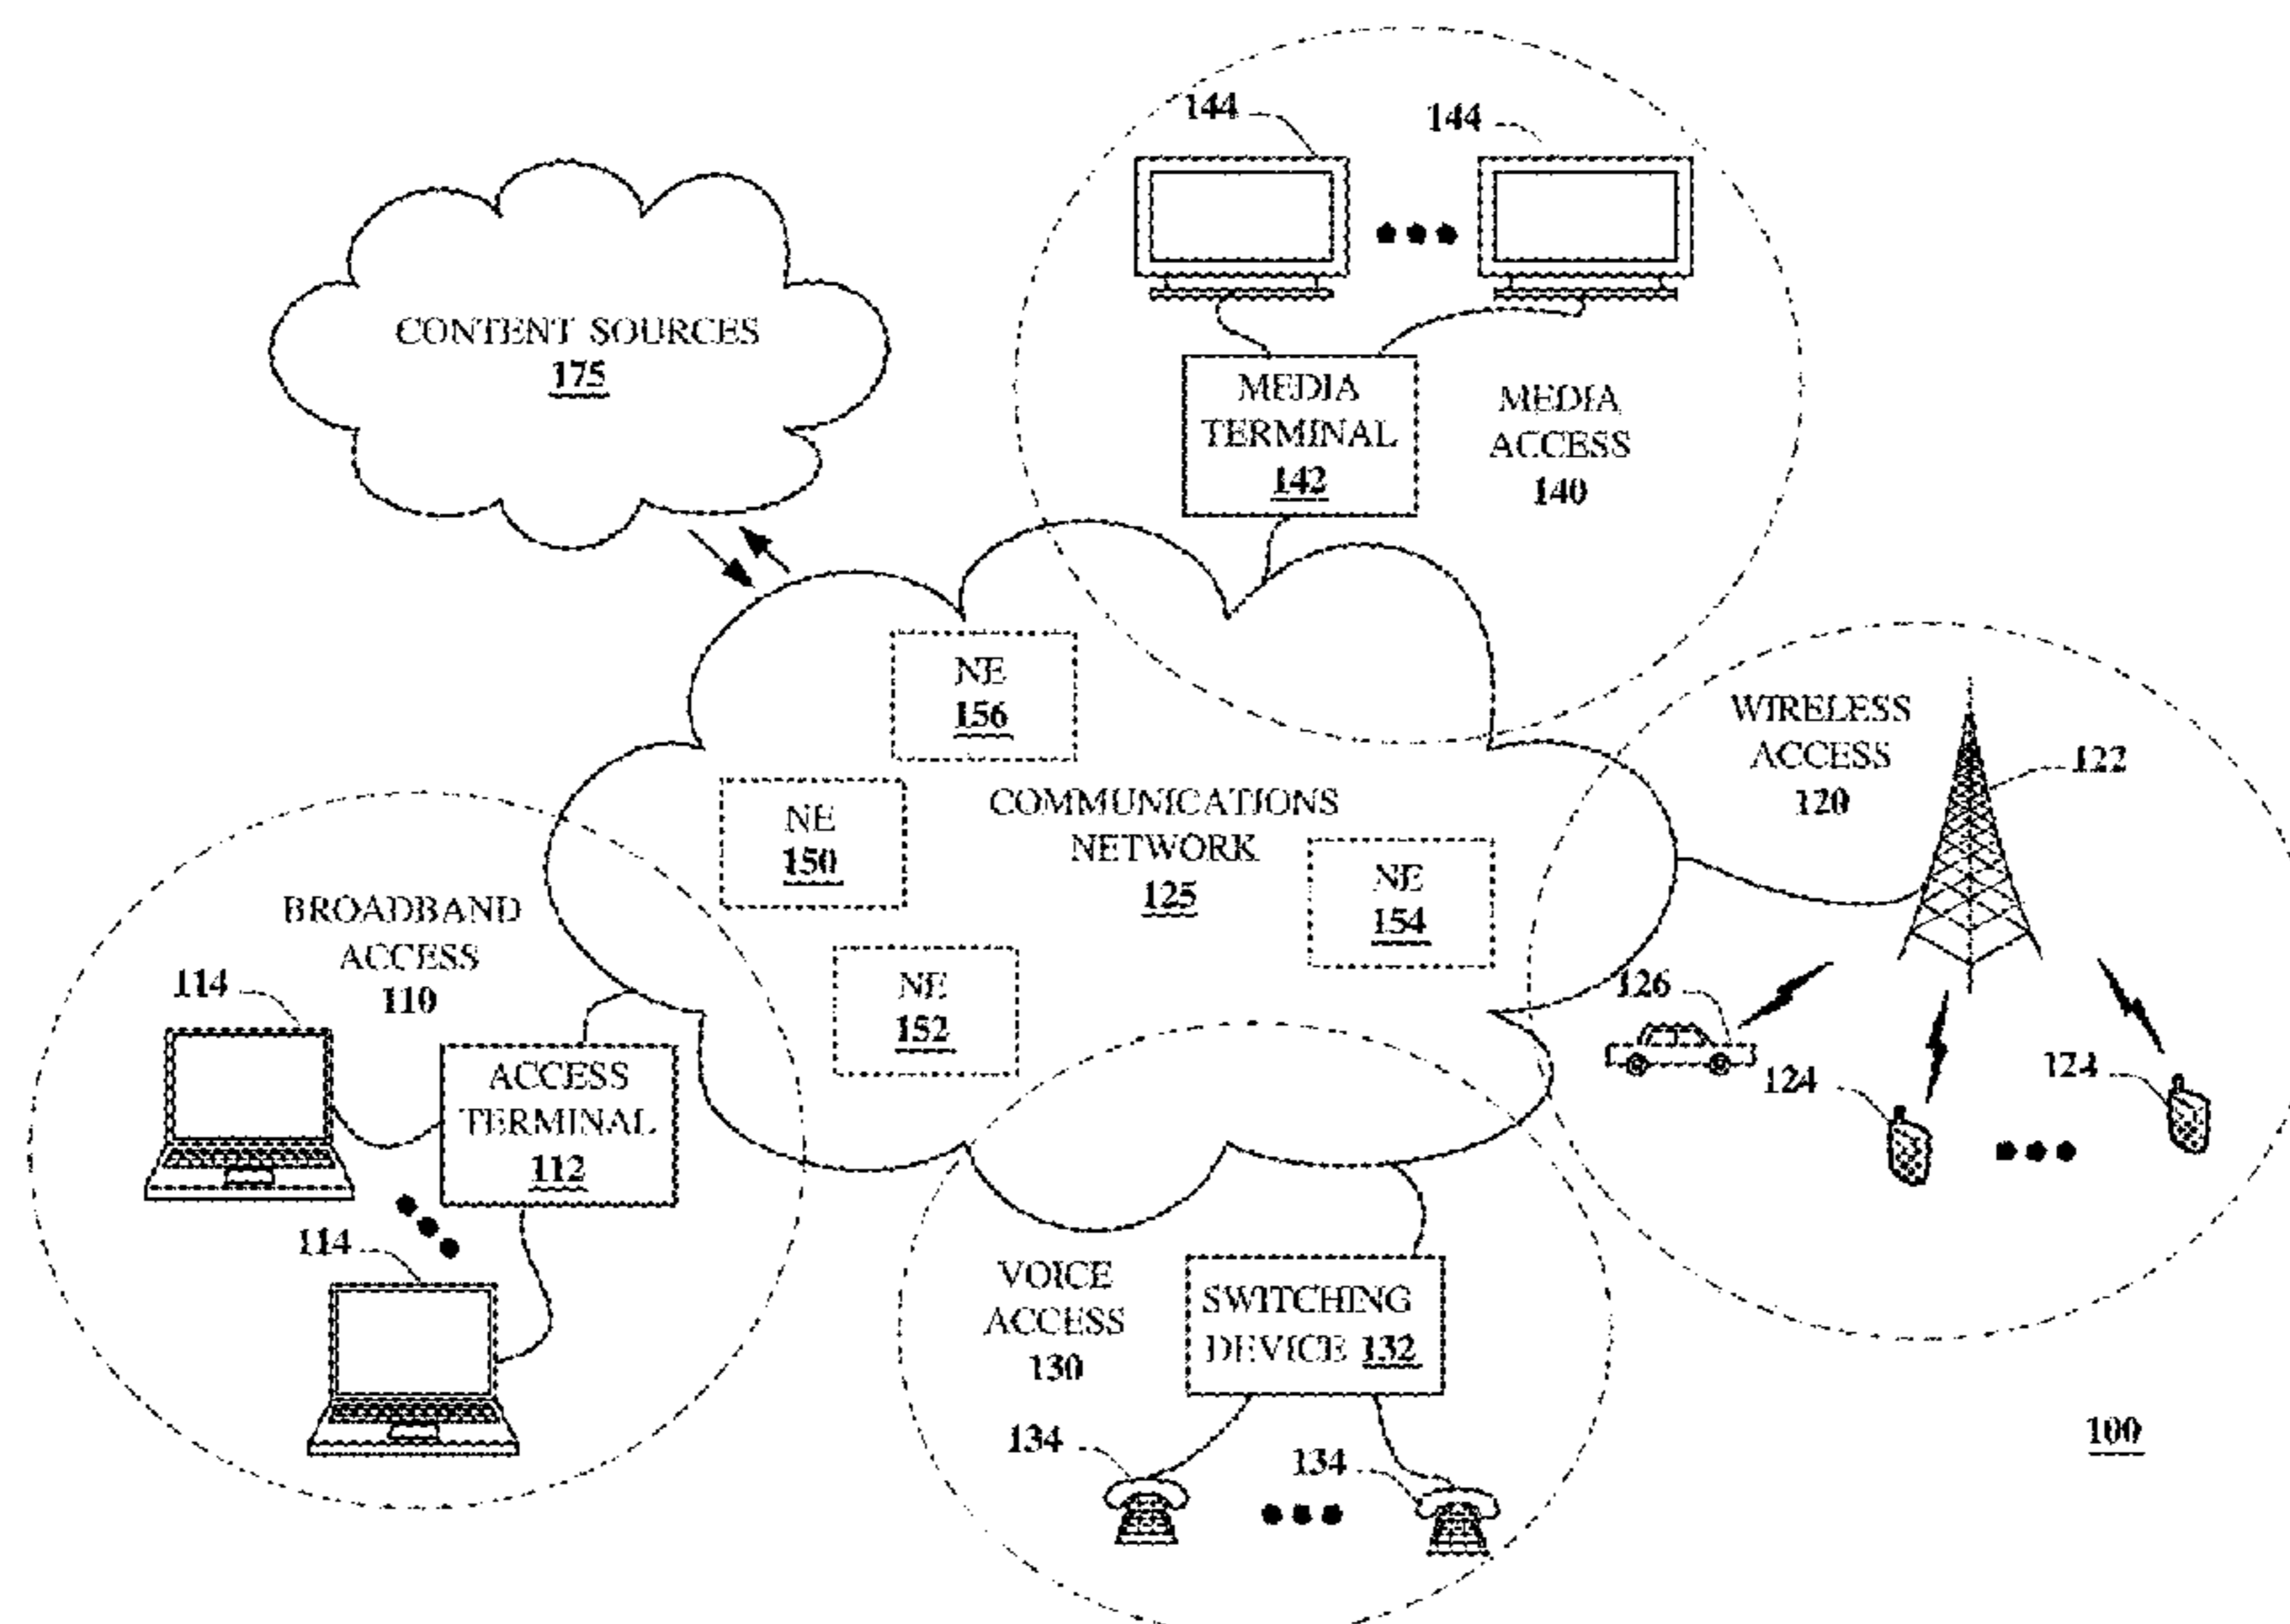 144
144
CONTENT SOURCES
175
MEDIA
TERMINAL
142
MEDIA
ACCESS
140
NE
156
WIRELESS
ACCESS
120
122
NE
150
COMMUNICATIONS
NETWORK
125
NE
154
BROADBAND
ACCESS
110
114
NE
152
126
124
124
ACCESS
TERMINAL
112
114
VOICE
ACCESS
130
SWITCHING
DEVICE 132
134
134
100